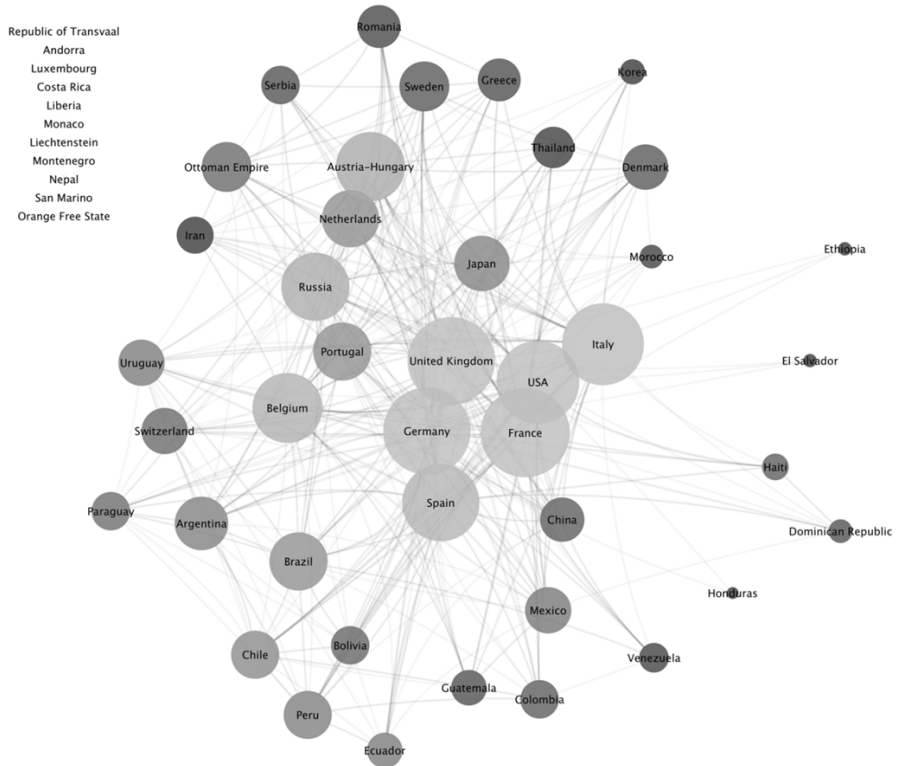 Republic of Transvaal
Andorra
Luxembourg
Costa Rica
Liberia
Monaco
Liechtenstein
Montenegro
Nepal
San Marino
Orange Free State
Romania
Korea
Serbia
Sweden
Greece
Thailand
Ottoman Empire
Austria-Hungary
Denmark
Netherlands
Iran
Japan
Morocco
Ethiopia
Russia
Italy
Portugal
United Kingdom
Uruguay
El Salvador
USA
Belgium
Switzerland
Germany
France
Haiti
Spain
Paraguay
Argentina
China
Dominican Republic
Brazil
Honduras
Mexico
Bolivia
Chile
Venezuela
Guatemala
Colombia
Peru
Ecuador